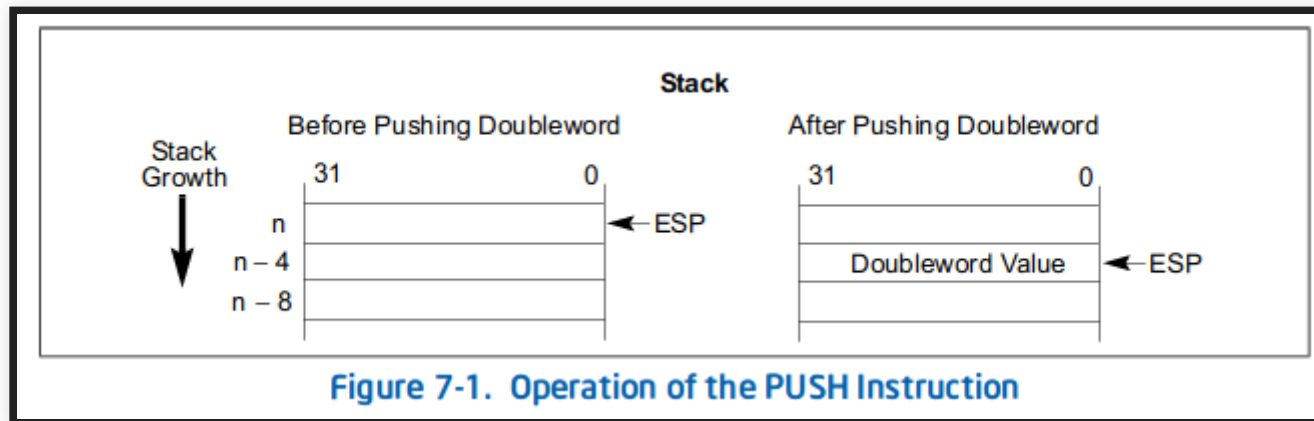 Stack
Before Pushing Doubleword
After Pushing Doubleword
Stack
Growth
31 0
31 0
n
ESP
n – 4
Doubleword Value
ESP
n – 8
Figure 7-1. Operation of the PUSH Instruction